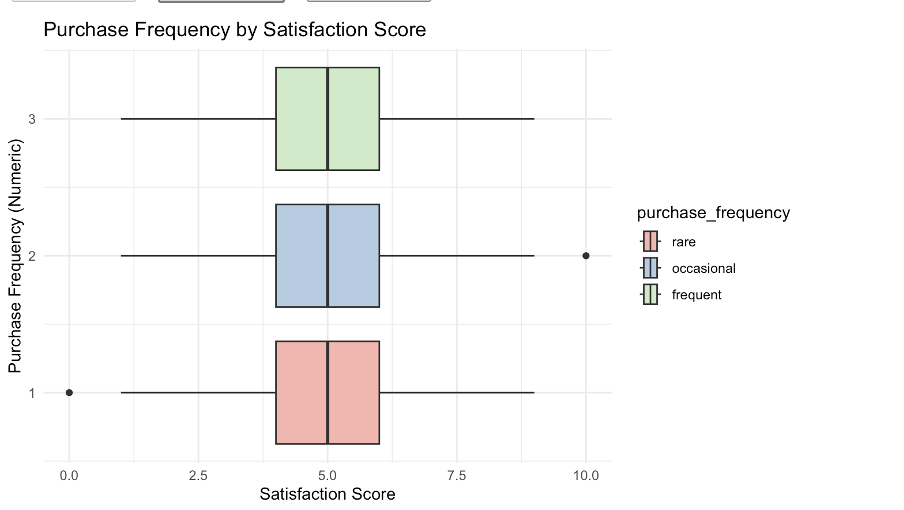 Purchase Frequency by Satisfaction Score
Purchase Frequency (Numeric)
3
2
1
0.0 2.5 5.0 7.5 10.0
Satisfaction Score
purchase_frequency
rare
occasional
frequent